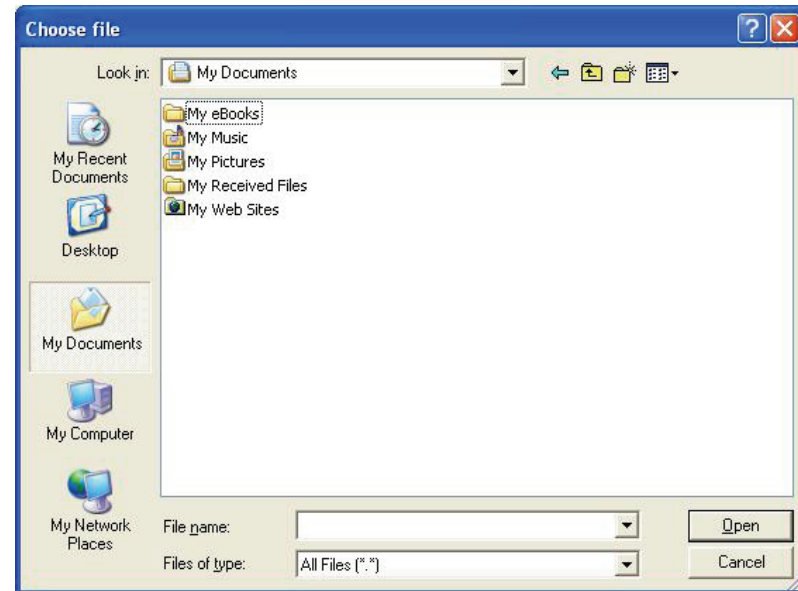 Choose file
Look in: My Documents
My Recent
Documents
Desktop
My Documents
My Computer
My Network
Places
My eBooks
My Music
My Pictures
My Received Files
My Web Sites
File name:
Open
Files of type: All Files (*.*)
Cancel